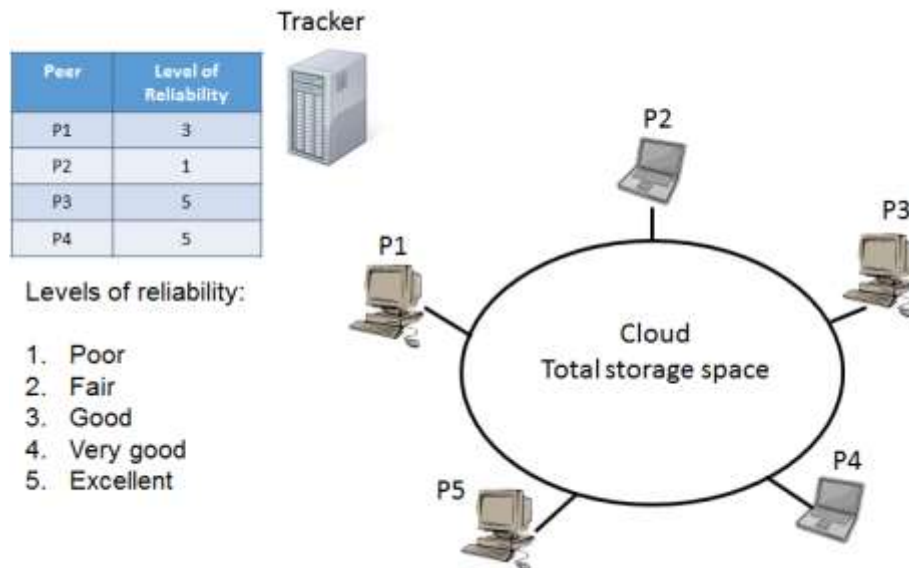 Tracker
Peer Level of Reliability
P1 3
P2 1
P3 5
P4 5
Levels of reliability:
1. Poor
2. Fair
3. Good
4. Very good
5. Excellent
P2
P3
P1
Cloud
Total storage space
P4
P5